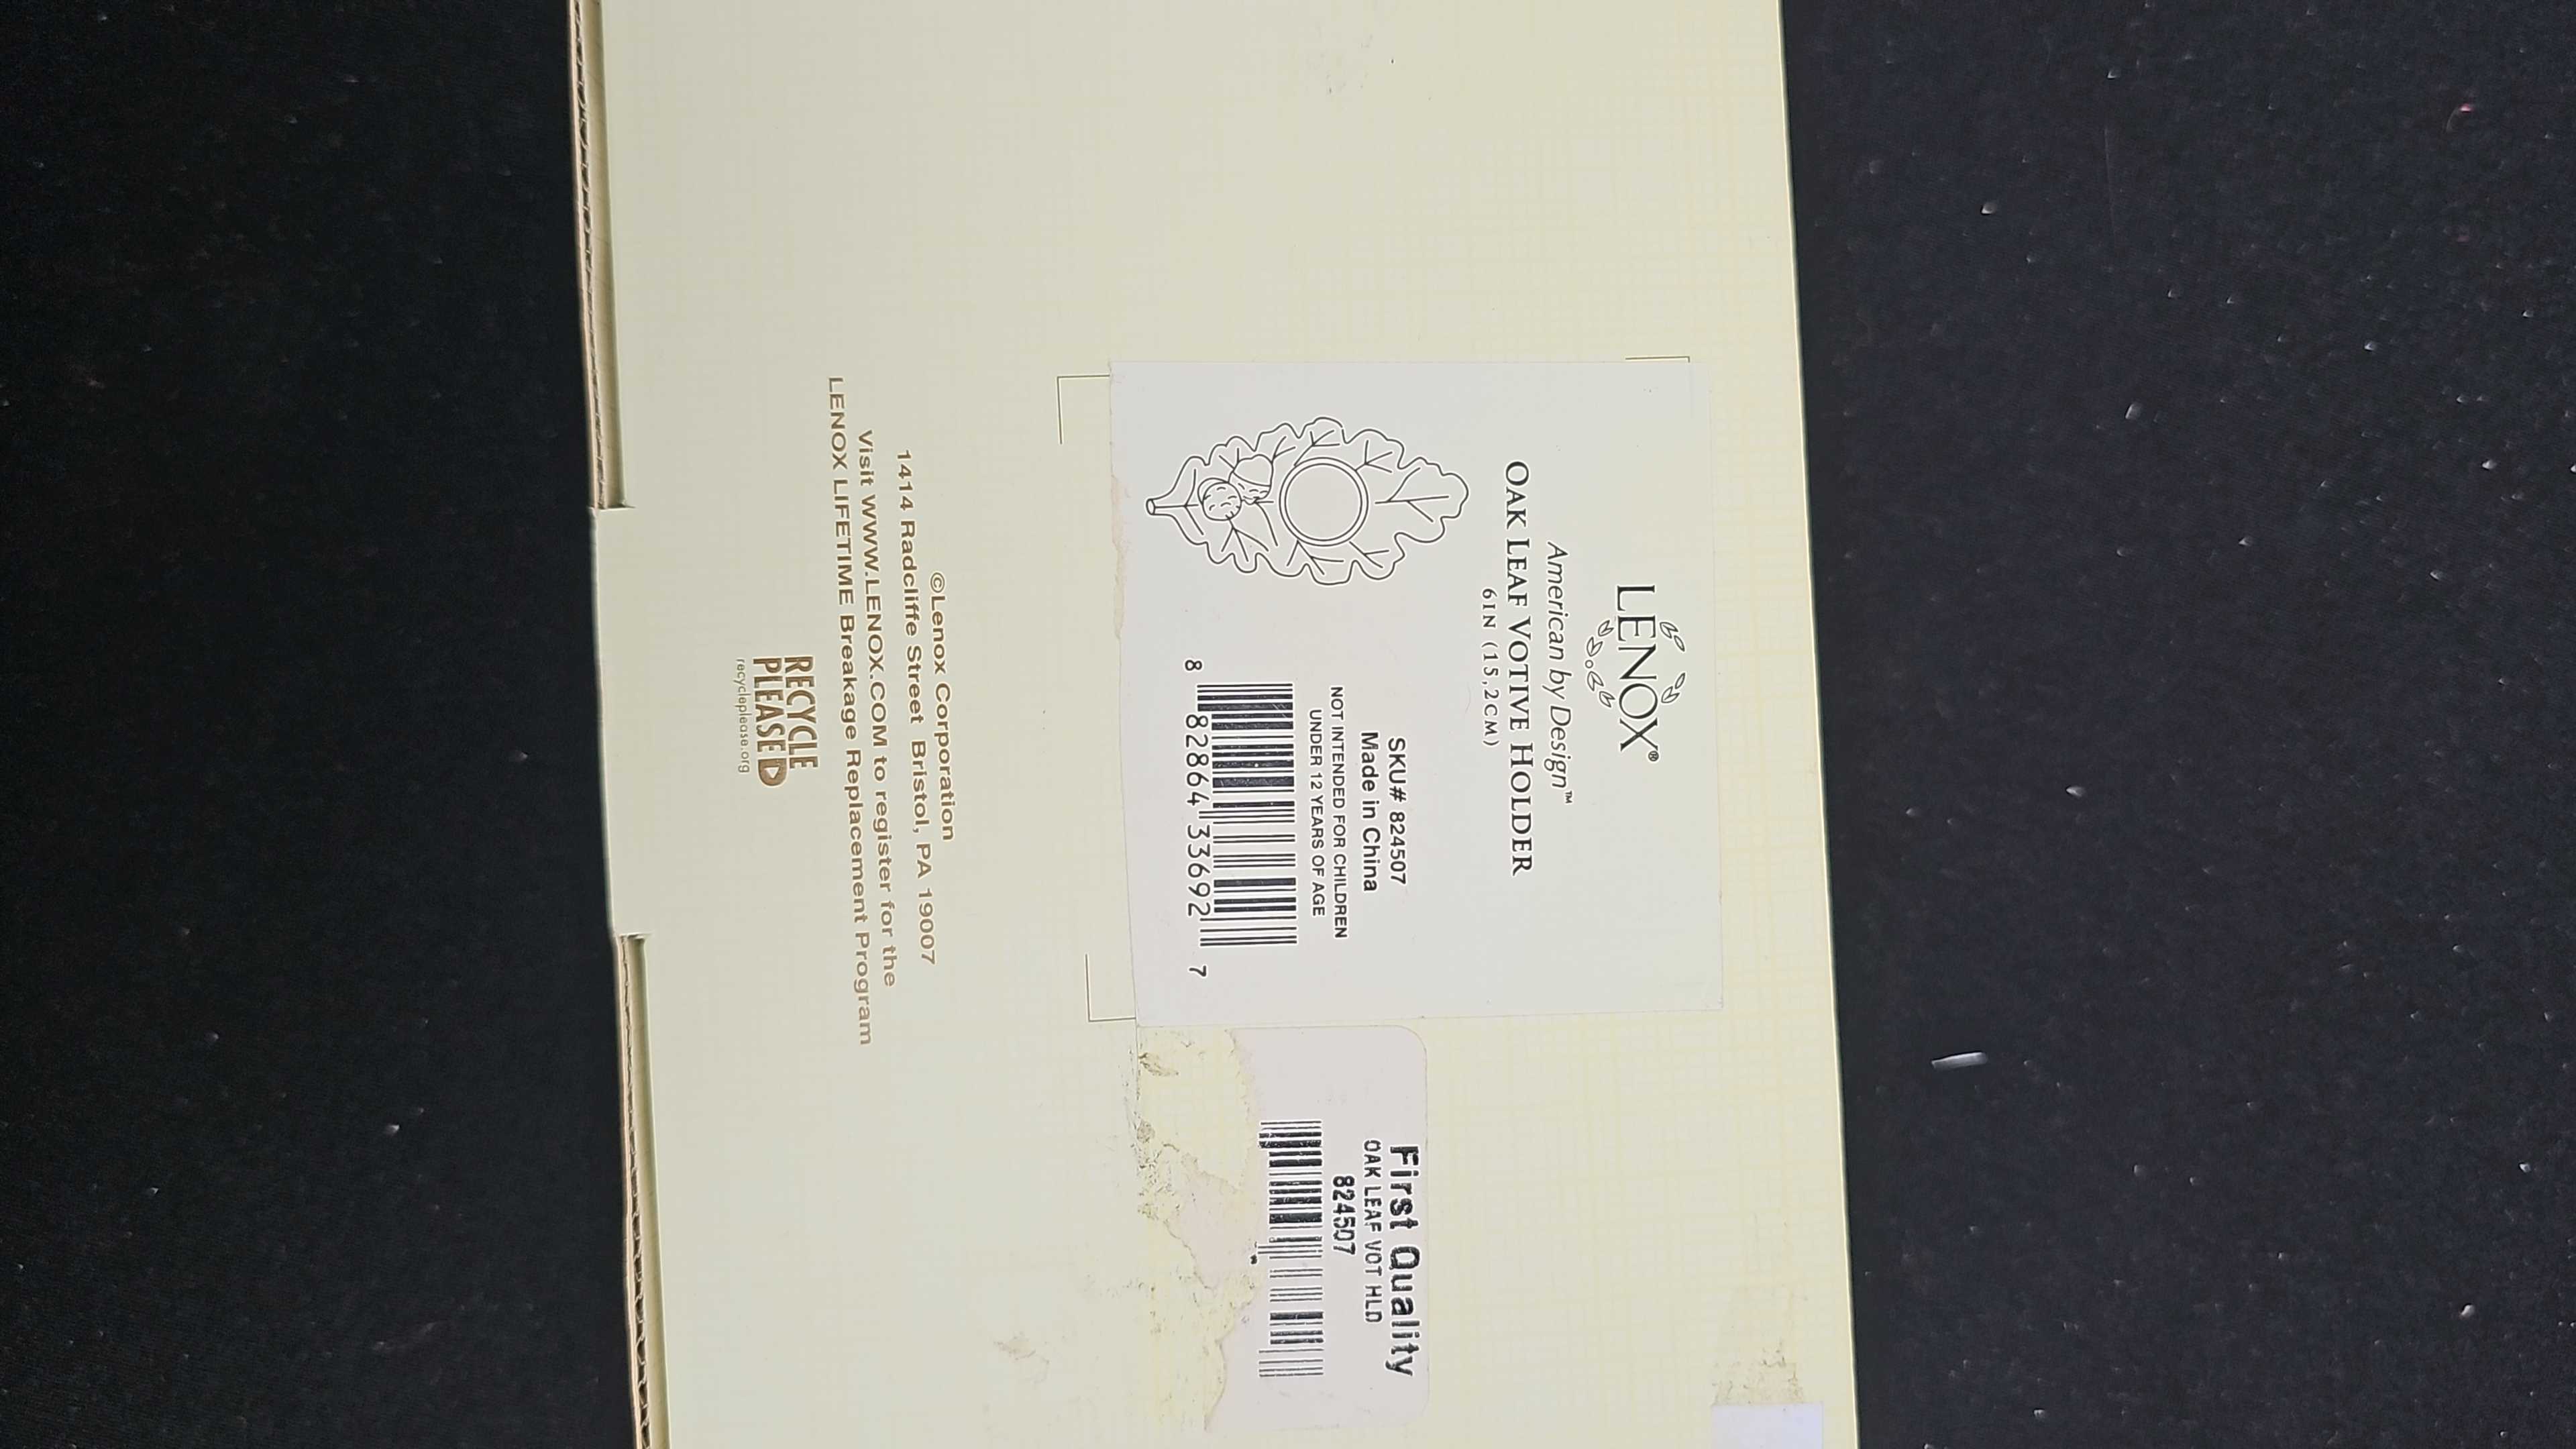 LENOX®
American by Design™
OAK LEAF VOTIVE HOLDER
6IN (15,2CM)
SKU# 824507
Made in China
NOT INTENDED FOR CHILDREN
UNDER 12 YEARS OF AGE
8 82864 33692 7
©Lenox Corporation
1414 Radcliffe Street Bristol, PA 19007
Visit WWW.LENOX.COM to register for the
LENOX LIFETIME Breakage Replacement Program
RECYCLE
PLEASE
recycleplease.org
First Quality
OAK LEAF VOT HLD
824507